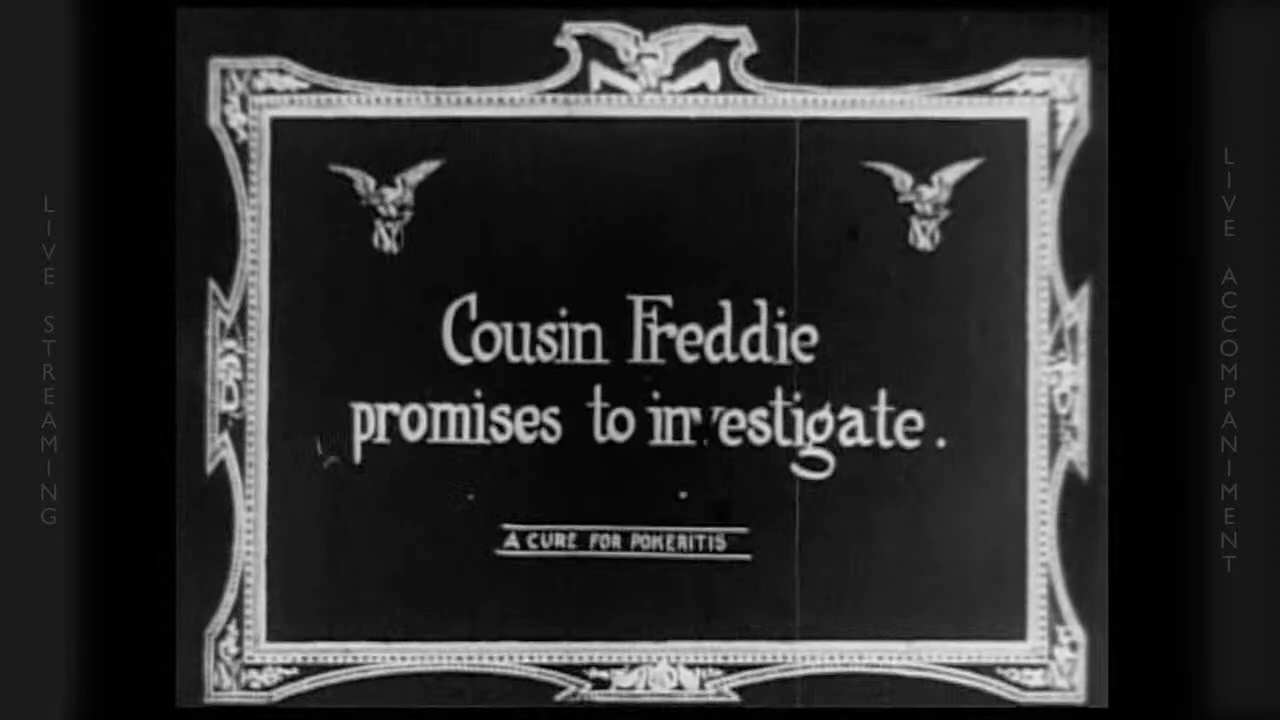 Cousin Freddie
promises to investigate.
A CURE FOR POKERITIS
LIVE STREAMING
LIVE ACCOMPANIMENT